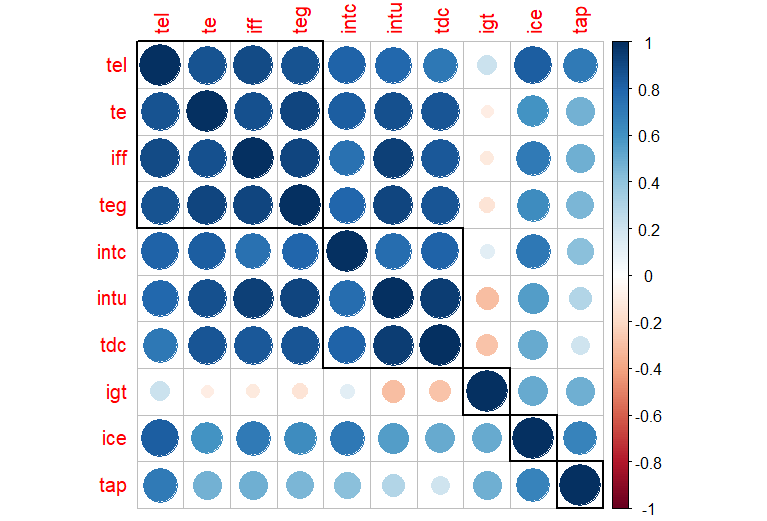 tel te iff teg intc intu tdc igt ice tap
tel
te
iff
teg
intc
intu
tdc
igt
ice
tap
1
0.8
0.6
0.4
0.2
0
-0.2
-0.4
-0.6
-0.8
-1